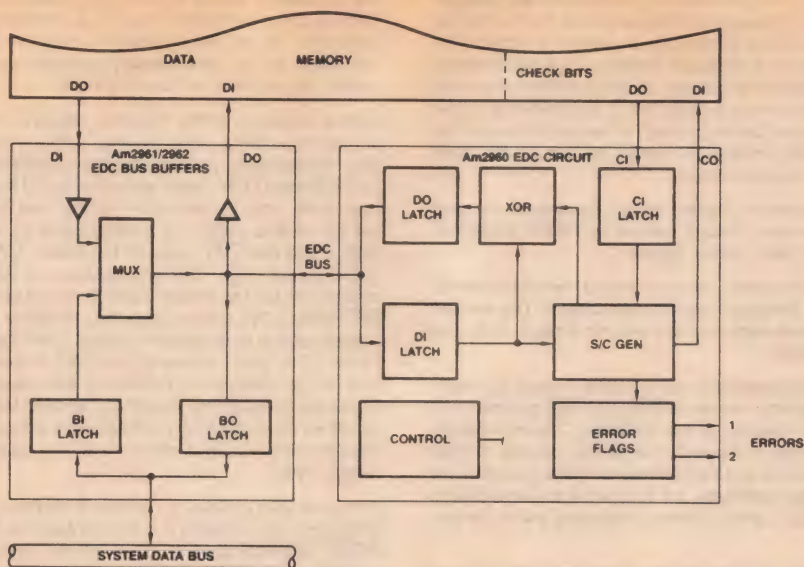 DATA MEMORY
CHECK BITS
DO DI DO DI
Am2961/2962
EDC BUS BUFFERS
DI DO
Am2960 EDC CIRCUIT
CI CO
DO
LATCH
XOR
CI
LATCH
MUX
EDC
BUS
DI
LATCH
S/C GEN
BI
LATCH
BO
LATCH
CONTROL
ERROR
FLAGS
1
2
ERRORS
SYSTEM DATA BUS